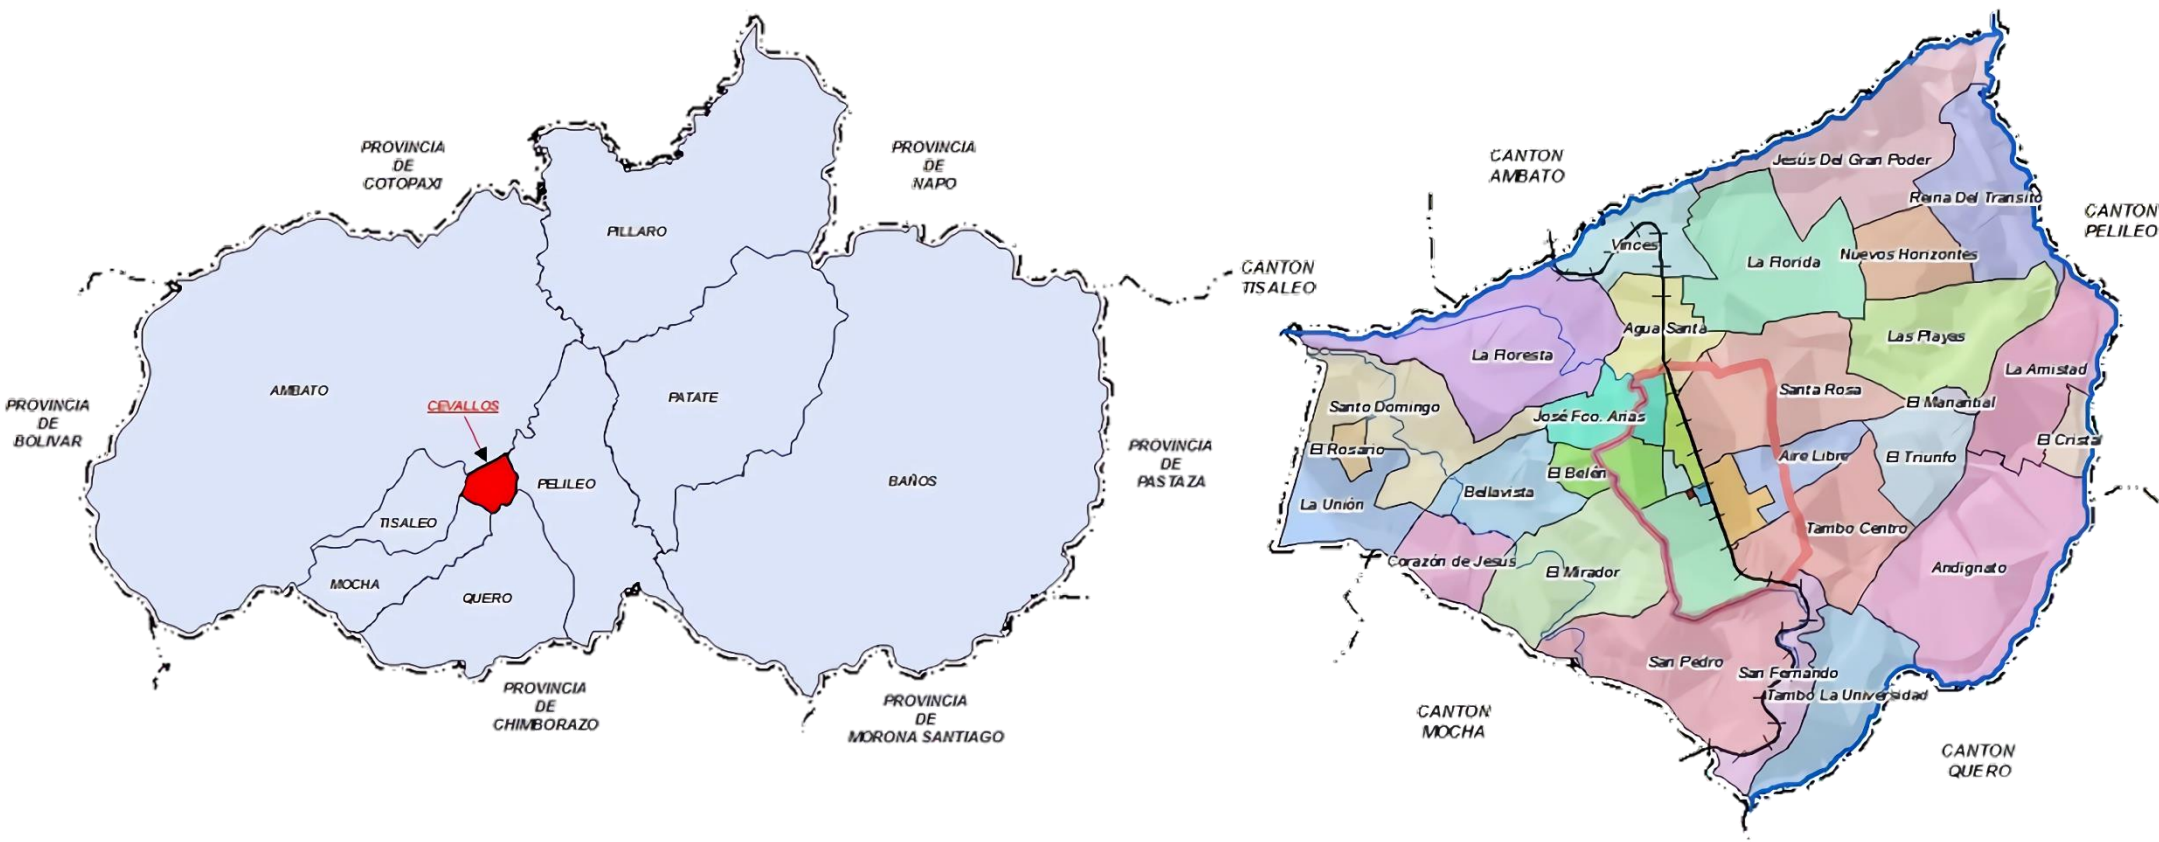 PROVINCIA
DE
COTOPAXI
PROVINCIA
DE
NAPO
PILLARO
AMBATO
CEVALLOS
PATATE
PROVINCIA
DE
BOLIVAR
PELILEO
BAÑOS
PROVINCIA
DE
PASTAZA
TISALEO
MOCHA
QUERO
PROVINCIA
DE
CHIMBORAZO
PROVINCIA
DE
MORONA SANTIAGO
CANTON
AMBATO
CANTON
TISALEO
CANTON
PELILEO
Jesús Del Gran Poder
Reina Del Transito
Vinces
La Florida
Nuevos Horizontes
Agua Santa
Las Playas
La Floresta
La Amistad
Santa Rosa
El Manantial
Santo Domingo
José Fco. Arias
El Cristal
El Rosario
Aire Libre
El Triunfo
El Belén
Bellavista
La Unión
Tambo Centro
Corazón de Jesús
El Mirador
Andignato
San Pedro
San Fernando
Tambo La Universidad
CANTON
MOCHA
CANTON
QUERO